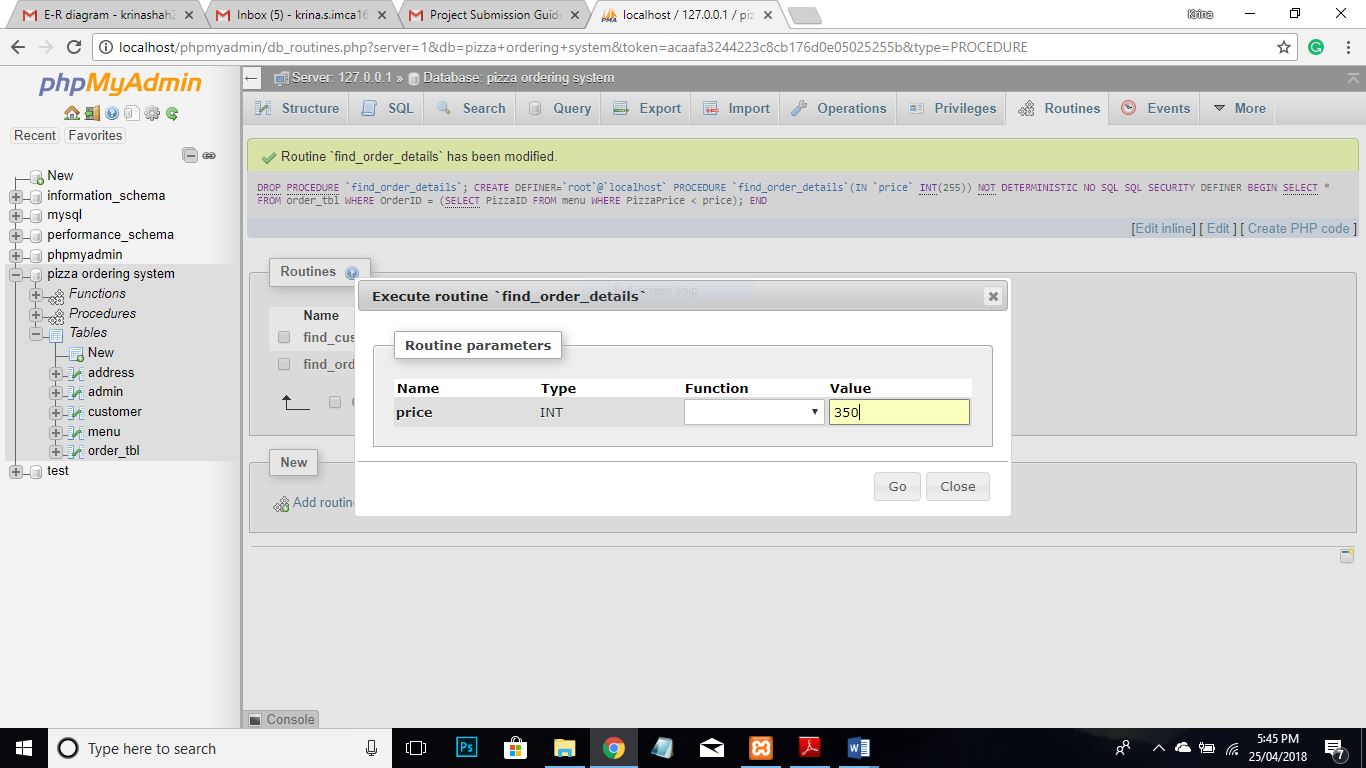 E-R diagram - krinashah2
Inbox (5) - krina.s.imca16
Project Submission Guid
localhost / 127.0.0.1 / piz
Krina
localhost/phpmyadmin/db_routines.php?server=1&db=pizza+ordering+system&token=acaafa3244223c8cb176d0e05025255b&type=PROCEDURE
phpMyAdmin
Recent Favorites
New
information_schema
mysql
performance_schema
phpmyadmin
pizza ordering system
Functions
Procedures
Tables
New
address
admin
customer
menu
order_tbl
test
Server: 127.0.0.1 » Database: pizza ordering system
Structure SQL Search Query Export Import Operations Privileges Routines Events More
Routine `find_order_details` has been modified.
DROP PROCEDURE `find_order_details`; CREATE DEFINER=`root`@`localhost` PROCEDURE `find_order_details`(IN `price` INT(255)) NOT DETERMINISTIC NO SQL SQL SECURITY DEFINER BEGIN SELECT *
FROM order_tbl WHERE OrderID = (SELECT PizzaID FROM menu WHERE PizzaPrice < price); END
[Edit inline] [ Edit ] [ Create PHP code ]
Routines
Name
find_cus
find_ord
New
Add routin
Execute routine `find_order_details`
Routine parameters
Name Type Function Value
price INT 350
Go Close
Console
Type here to search
Ps
5:45 PM
25/04/2018
7